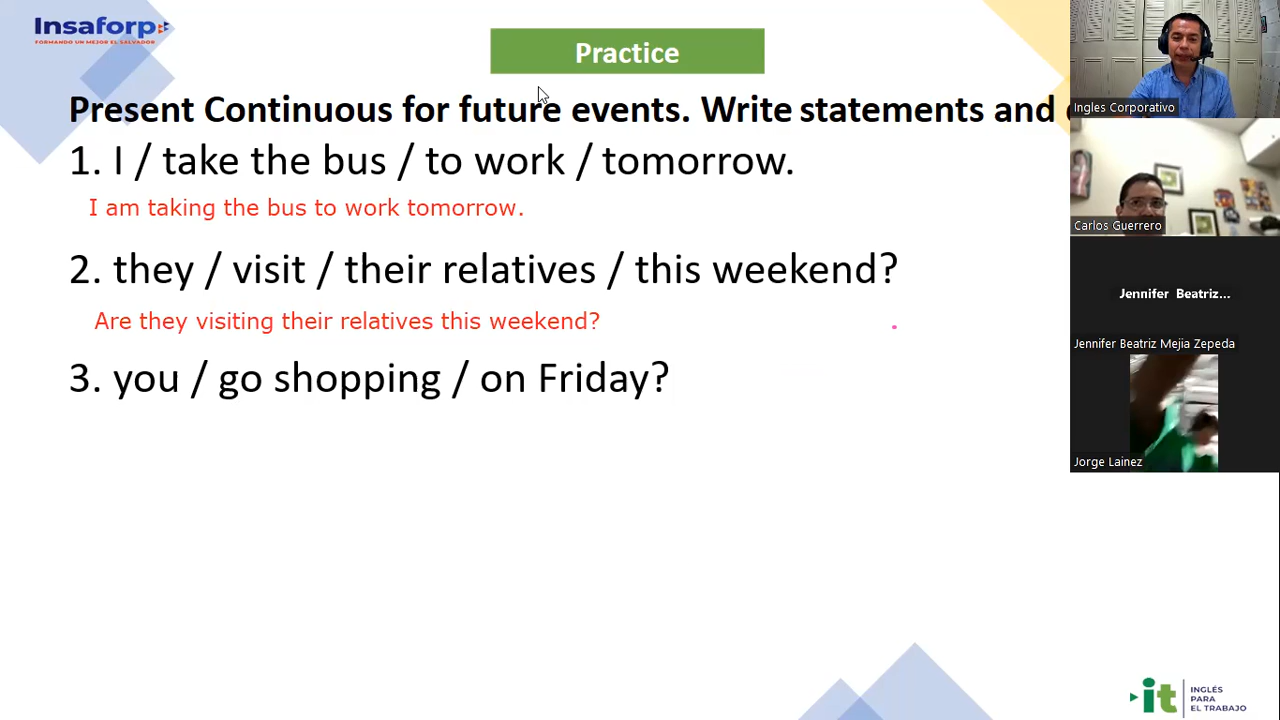 Insaforp
FORMANDO UN MEJOR EL SALVADOR
Practice
Present Continuous for future events. Write statements and
1. I / take the bus / to work / tomorrow.
I am taking the bus to work tomorrow.
2. they / visit / their relatives / this weekend?
Are they visiting their relatives this weekend?
3. you / go shopping / on Friday?
Ingles Corporativo
Carlos Guerrero
Jennifer Beatriz...
Jennifer Beatriz Mejia Zepeda
Jorge Lainez
it
INGLÉS
PARA
EL TRABAJO